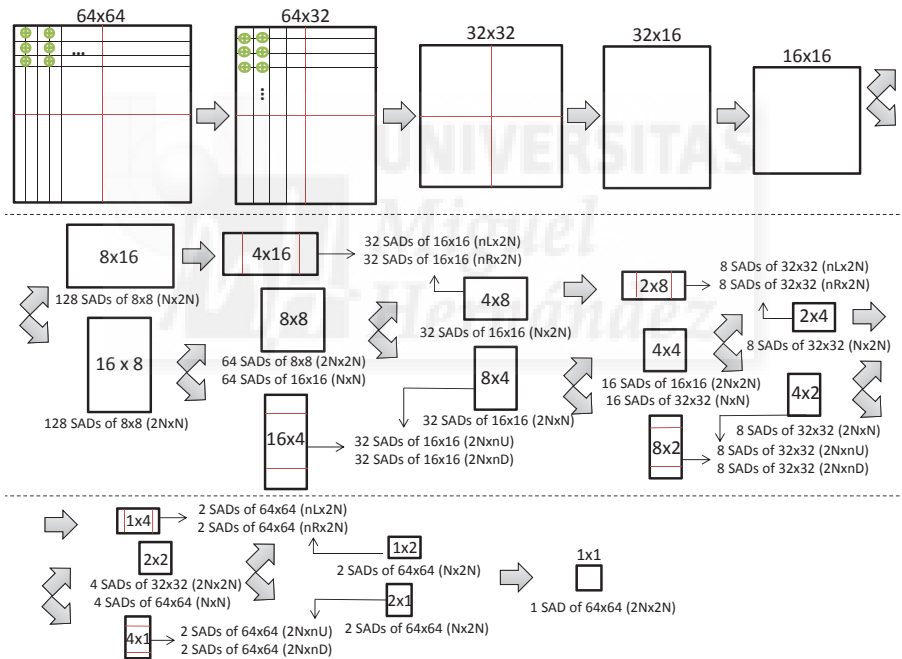 64x64
64x32
32x32
32x16
16x16
...
...
UNIVERSITAS
Miguel
Hernández
8x16
128 SADs of 8x8 (Nx2N)
4x16
32 SADs of 16x16 (nLx2N)
32 SADs of 16x16 (nRx2N)
4x8
32 SADs of 16x16 (Nx2N)
2x8
8 SADs of 32x32 (nLx2N)
8 SADs of 32x32 (nRx2N)
2x4
8 SADs of 32x32 (Nx2N)
16 x 8
128 SADs of 8x8 (2NxN)
8x8
64 SADs of 8x8 (2Nx2N)
64 SADs of 16x16 (NxN)
8x4
32 SADs of 16x16 (2NxN)
16x4
32 SADs of 16x16 (2NxnU)
32 SADs of 16x16 (2NxnD)
4x4
16 SADs of 16x16 (2Nx2N)
16 SADs of 32x32 (NxN)
4x2
8 SADs of 32x32 (2NxN)
8x2
8 SADs of 32x32 (2NxnU)
8 SADs of 32x32 (2NxnD)
1x4
2 SADs of 64x64 (nLx2N)
2 SADs of 64x64 (nRx2N)
1x2
2 SADs of 64x64 (Nx2N)
2x2
4 SADs of 32x32 (2Nx2N)
4 SADs of 64x64 (NxN)
2x1
2 SADs of 64x64 (Nx2N)
4x1
2 SADs of 64x64 (2NxnU)
2 SADs of 64x64 (2NxnD)
1x1
1 SAD of 64x64 (2Nx2N)